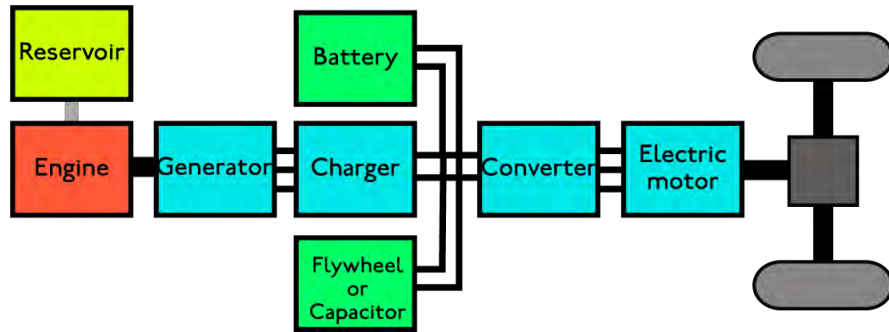 Reservoir
Battery
Engine
Generator
Charger
Converter
Electric
motor
Flywheel
or
Capacitor